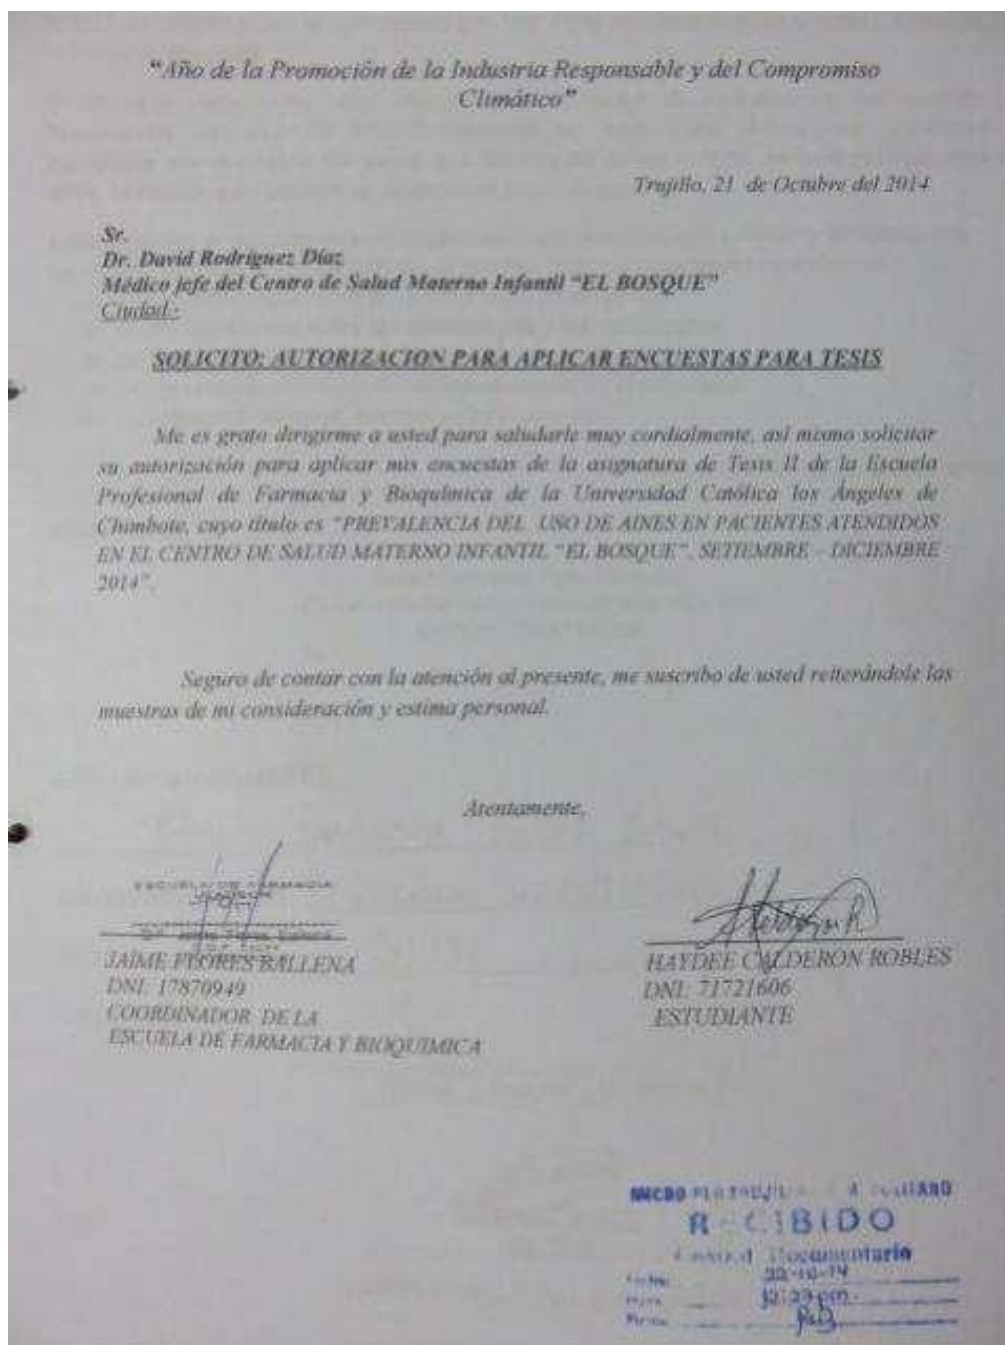 “Año de la Promoción de la Industria Responsable y del Compromiso
Climático”
Trujillo, 21 de Octubre del 2014
Sr.
Dr. David Rodríguez Díaz
Médico jefe del Centro de Salud Materno Infantil “EL BOSQUE”
Ciudad.-
SOLICITO: AUTORIZACION PARA APLICAR ENCUESTAS PARA TESIS
Me es grato dirigirme a usted para saludarle muy cordialmente, así mismo solicitar
su autorización para aplicar mis encuestas de la asignatura de Tesis II de la Escuela
Profesional de Farmacia y Bioquímica de la Universidad Católica los Ángeles de
Chimbote, cuyo título es “PREVALENCIA DEL USO DE AINES EN PACIENTES ATENDIDOS
EN EL CENTRO DE SALUD MATERNO INFANTIL “EL BOSQUE”. SETIEMBRE – DICIEMBRE
2014”.
Seguro de contar con la atención al presente, me suscribo de usted reiterándole las
muestras de mi consideración y estima personal.
Atentamente,
ESCUELA DE FARMACIA
JAIME FLORES BALLENA
DNI. 17870949
COORDINADOR DE LA
ESCUELA DE FARMACIA Y BIOQUIMICA
HAYDEE CALDERON ROBLES
DNI. 71721606
ESTUDIANTE
MICRO
RECIBIDO
Documentario
22-10-14